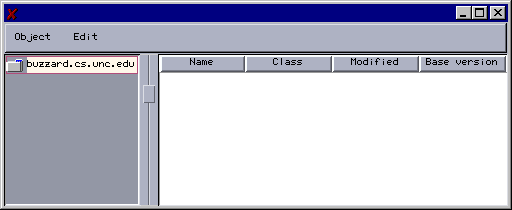 Object Edit
buzzard.cs.unc.edu
Name Class Modified Base version